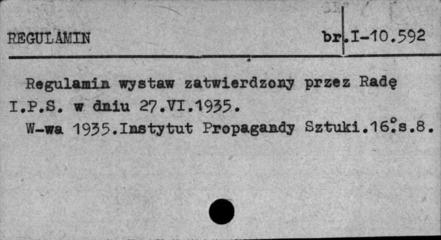 REGULAMIN br.I-10.592
Regulamin wystaw zatwierdzony przez Radę
I.P.S. w dniu 27.VI.1935.
W-wa 1935.Instytut Propagandy Sztuki.16°.s.8.